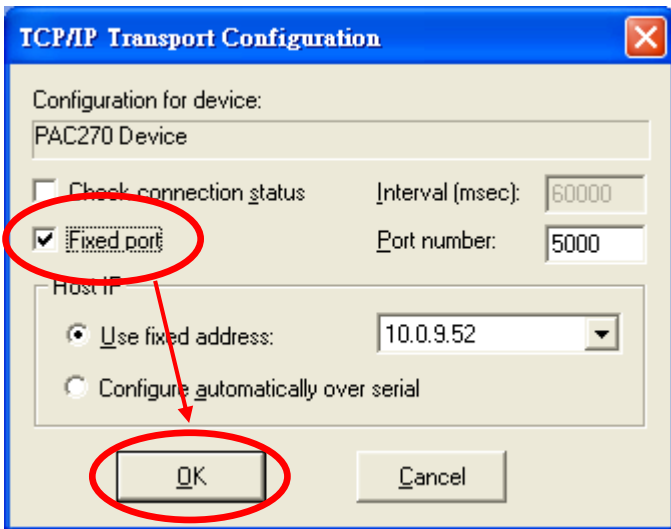 TCP/IP Transport Configuration
Configuration for device:
PAC270 Device
Check connection status Interval (msec): 60000
Fixed port Port number: 5000
Host IP
Use fixed address: 10.0.9.52
Configure automatically over serial
OK Cancel